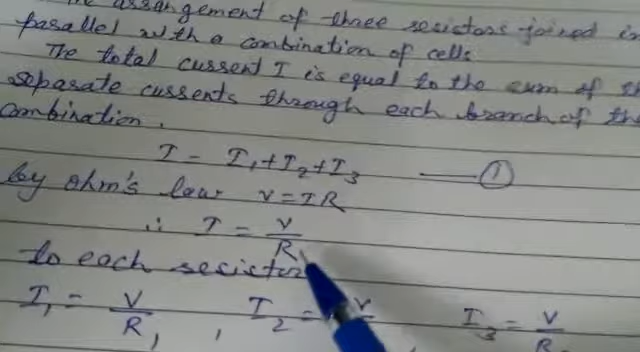 arrangement of three resistors joined in
parallel with a combination of cells
The total current I is equal to the sum of th
separate currents through each branch of the
combination.
I = I₁+I₂+I₃ —— ①
by ohm's law V=IR
∴ I = V/R
to each resistor
I₁ = V/R₁, I₂ = V I₃ = V/R